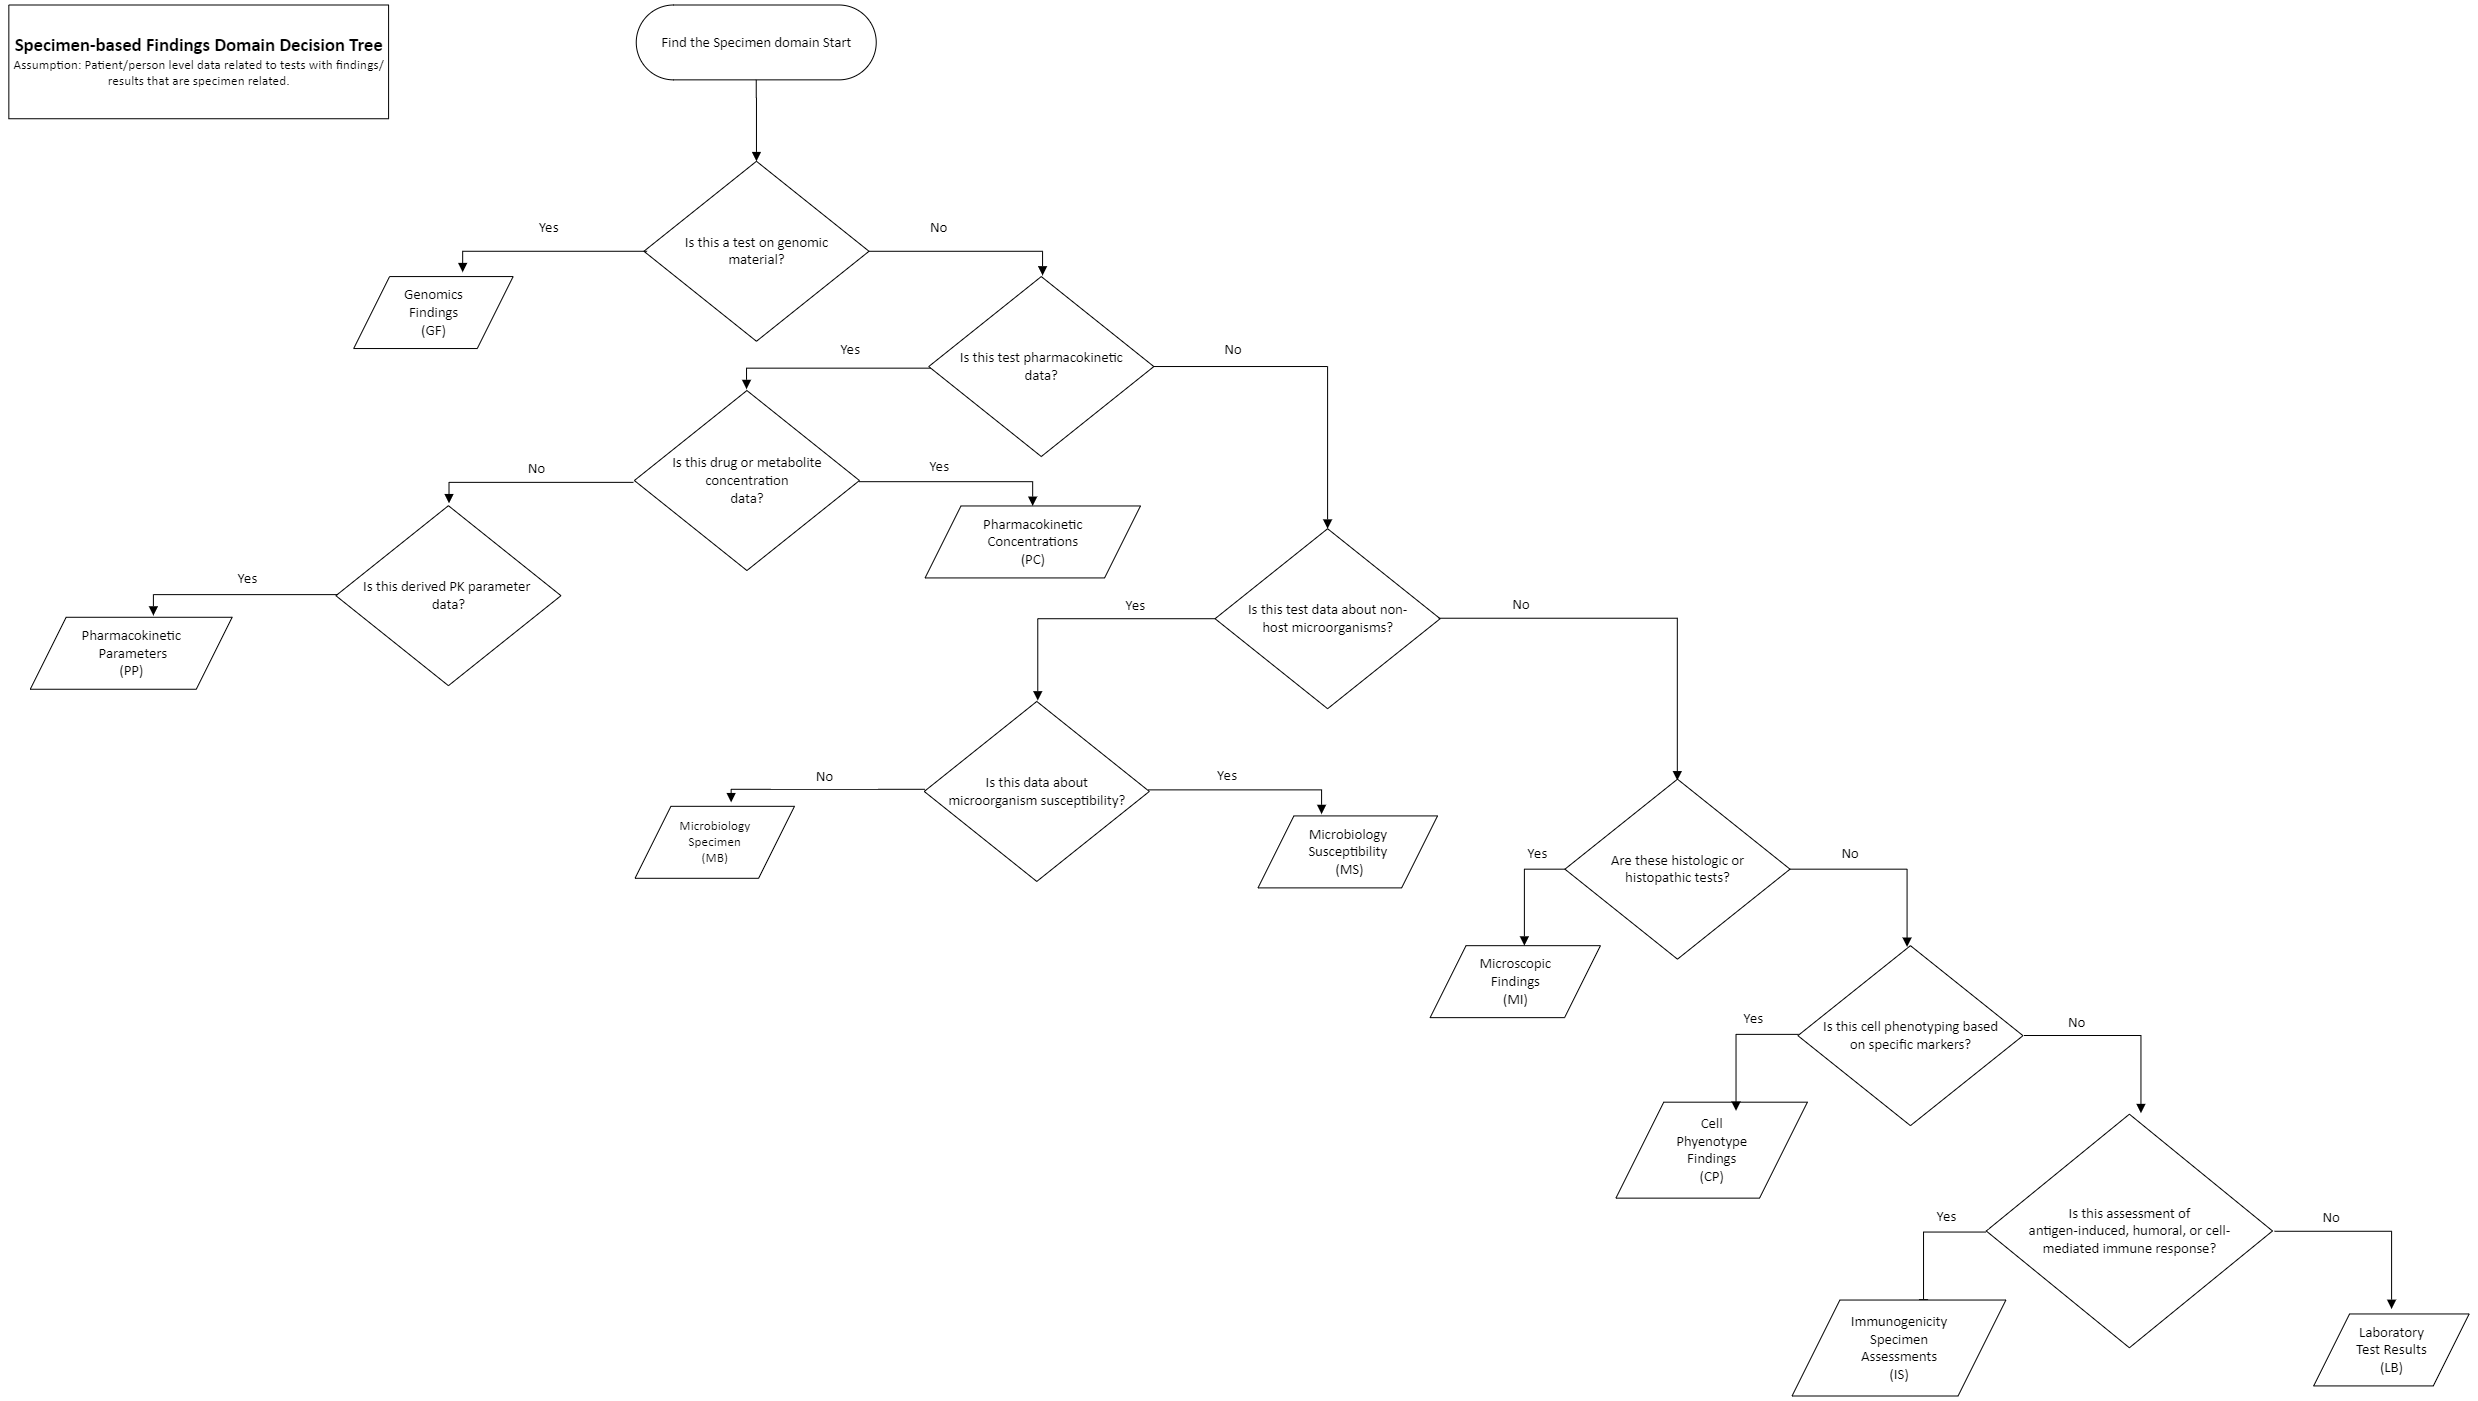 Specimen-based Findings Domain Decision Tree
Assumption: Patient/person level data related to tests with findings/
results that are specimen related.
Find the Specimen domain Start
Is this a test on genomic
material?
Yes
No
Genomics
Findings
(GF)
Is this test pharmacokinetic
data?
Yes
No
Is this drug or metabolite
concentration
data?
No
Yes
Pharmacokinetic
Concentrations
(PC)
Is this derived PK parameter
data?
Yes
Pharmacokinetic
Parameters
(PP)
Is this test data about non-
host microorganisms?
Yes
No
Is this data about
microorganism susceptibility?
No
Yes
Microbiology
Specimen
(MB)
Microbiology
Susceptibility
(MS)
Are these histologic or
histopathic tests?
Yes
No
Microscopic
Findings
(MI)
Is this cell phenotyping based
on specific markers?
Yes
No
Cell
Phyenotype
Findings
(CP)
Is this assessment of
antigen-induced, humoral, or cell-
mediated immune response?
Yes
No
Immunogenicity
Specimen
Assessments
(IS)
Laboratory
Test Results
(LB)